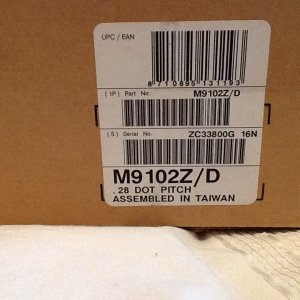 UPC / EAN
8 710895 131793
(1P) Part No. M9102Z/D
(S) Serial No. ZC33800G 16N
M9102Z/D
.28 DOT PITCH
ASSEMBLED IN TAIWAN